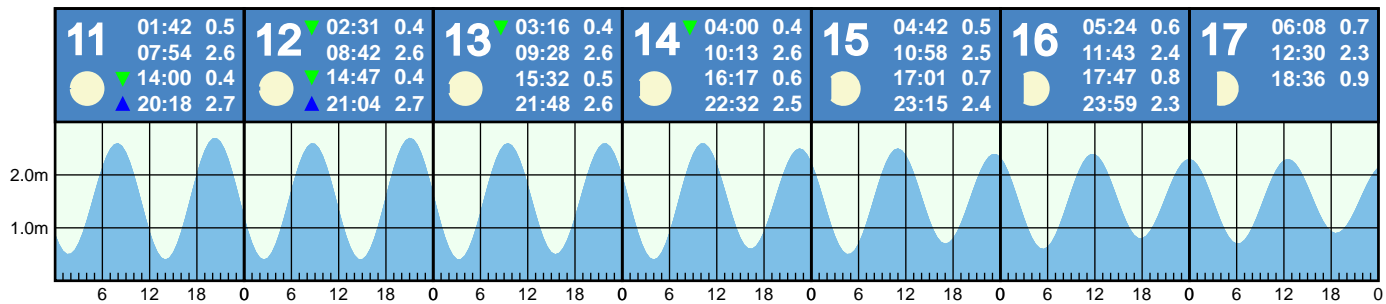 11
01:42 0.5
07:54 2.6
▼ 14:00 0.4
▲ 20:18 2.7
12
▼ 02:31 0.4
08:42 2.6
▼ 14:47 0.4
▲ 21:04 2.7
13
▼ 03:16 0.4
09:28 2.6
15:32 0.5
21:48 2.6
14
▼ 04:00 0.4
10:13 2.6
16:17 0.6
22:32 2.5
15
04:42 0.5
10:58 2.5
17:01 0.7
23:15 2.4
16
05:24 0.6
11:43 2.4
17:47 0.8
23:59 2.3
17
06:08 0.7
12:30 2.3
18:36 0.9
2.0m
1.0m
6 12 18 0 6 12 18 0 6 12 18 0 6 12 18 0 6 12 18 0 6 12 18 0 6 12 18 0